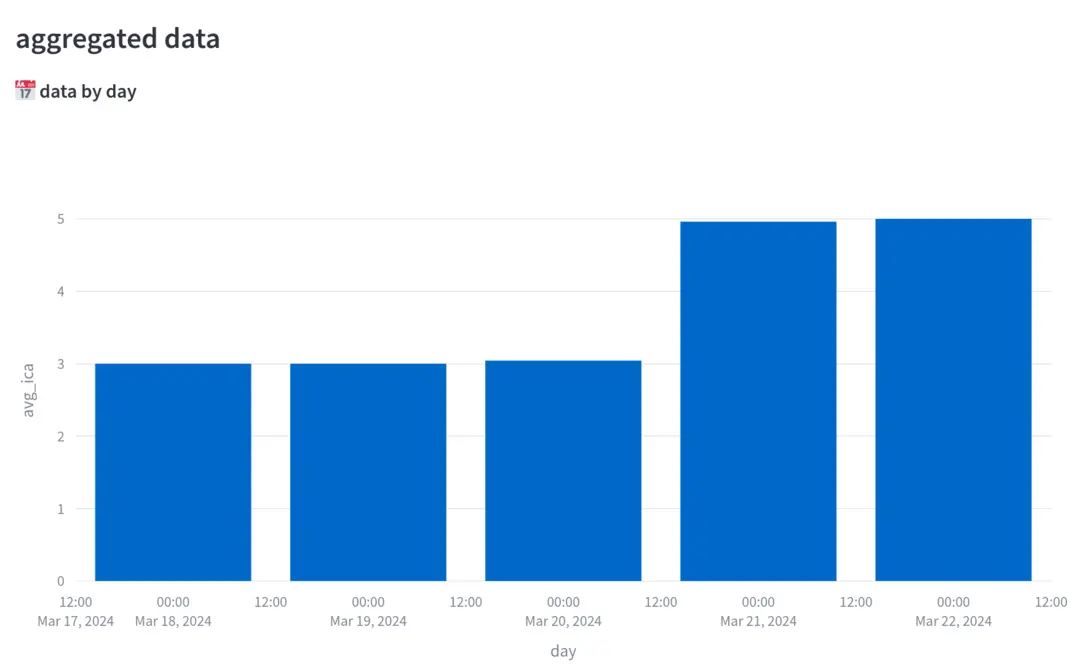 aggregated data
📅 data by day
5
4
3
2
1
0
avg_ica
12:00 00:00 12:00 00:00 12:00 00:00 12:00 00:00 12:00 00:00 12:00
Mar 17, 2024 Mar 18, 2024 Mar 19, 2024 Mar 20, 2024 Mar 21, 2024 Mar 22, 2024
day